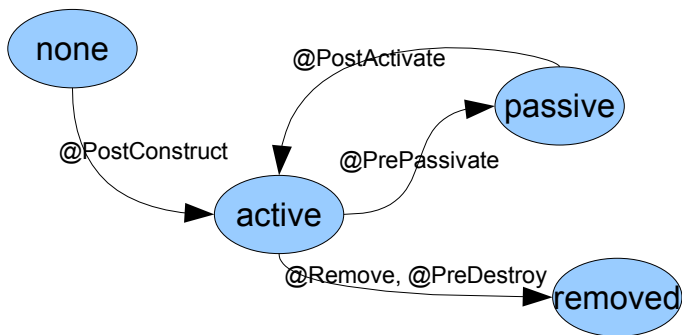 none
@PostActivate
passive
@PostConstruct
@PrePassivate
active
@Remove, @PreDestroy
removed